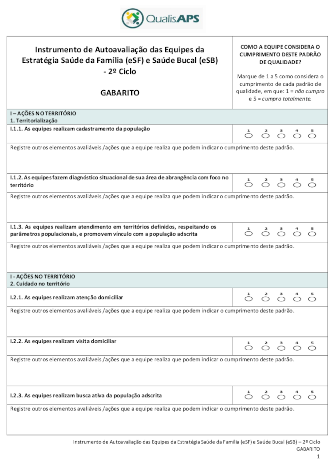 QualisAPS
Instrumento de Autoavaliação das Equipes da
Estratégia Saúde da Família (eSF) e Saúde Bucal (eSB)
- 2º Ciclo
GABARITO
COMO A EQUIPE CONSIDERA O
CUMPRIMENTO DESTE PADRÃO
DE QUALIDADE?
Marque de 1 a 5 como considera o
cumprimento de cada padrão de
qualidade, em que: 1 = não cumpro
e 5 = cumpro totalmente.
I – AÇÕES NO TERRITÓRIO
1. Territorialização
I.1.1. As equipes realizam cadastramento da população
1 2 3 4 5
Registre outros elementos avaliáveis /ações que a equipe realiza que podem indicar o cumprimento deste padrão.
I.1.2. As equipes fazem diagnóstico situacional de sua área de abrangência com foco no
território
1 2 3 4 5
Registre outros elementos avaliáveis /ações que a equipe realiza que podem indicar o cumprimento deste padrão.
I.1.3. As equipes realizam atendimento em territórios definidos, respeitando os
parâmetros populacionais, e promovem vínculo com a população adscrita
1 2 3 4 5
Registre outros elementos avaliáveis /ações que a equipe realiza que podem indicar o cumprimento deste padrão.
I - AÇÕES NO TERRITÓRIO
2. Cuidado no território
I.2.1. As equipes realizam atenção domiciliar
1 2 3 4 5
Registre outros elementos avaliáveis /ações que a equipe realiza que podem indicar o cumprimento deste padrão.
I.2.2. As equipes realizam visita domiciliar
1 2 3 4 5
Registre outros elementos avaliáveis /ações que a equipe realiza que podem indicar o cumprimento deste padrão.
I.2.3. As equipes realizam busca ativa da população adscrita
1 2 3 4 5
Registre outros elementos avaliáveis /ações que a equipe realiza que podem indicar o cumprimento deste padrão.
Instrumento de Autoavaliação das Equipes da Estratégia Saúde da Família (eSF) e Saúde Bucal (eSB) – 2º Ciclo
GABARITO
1